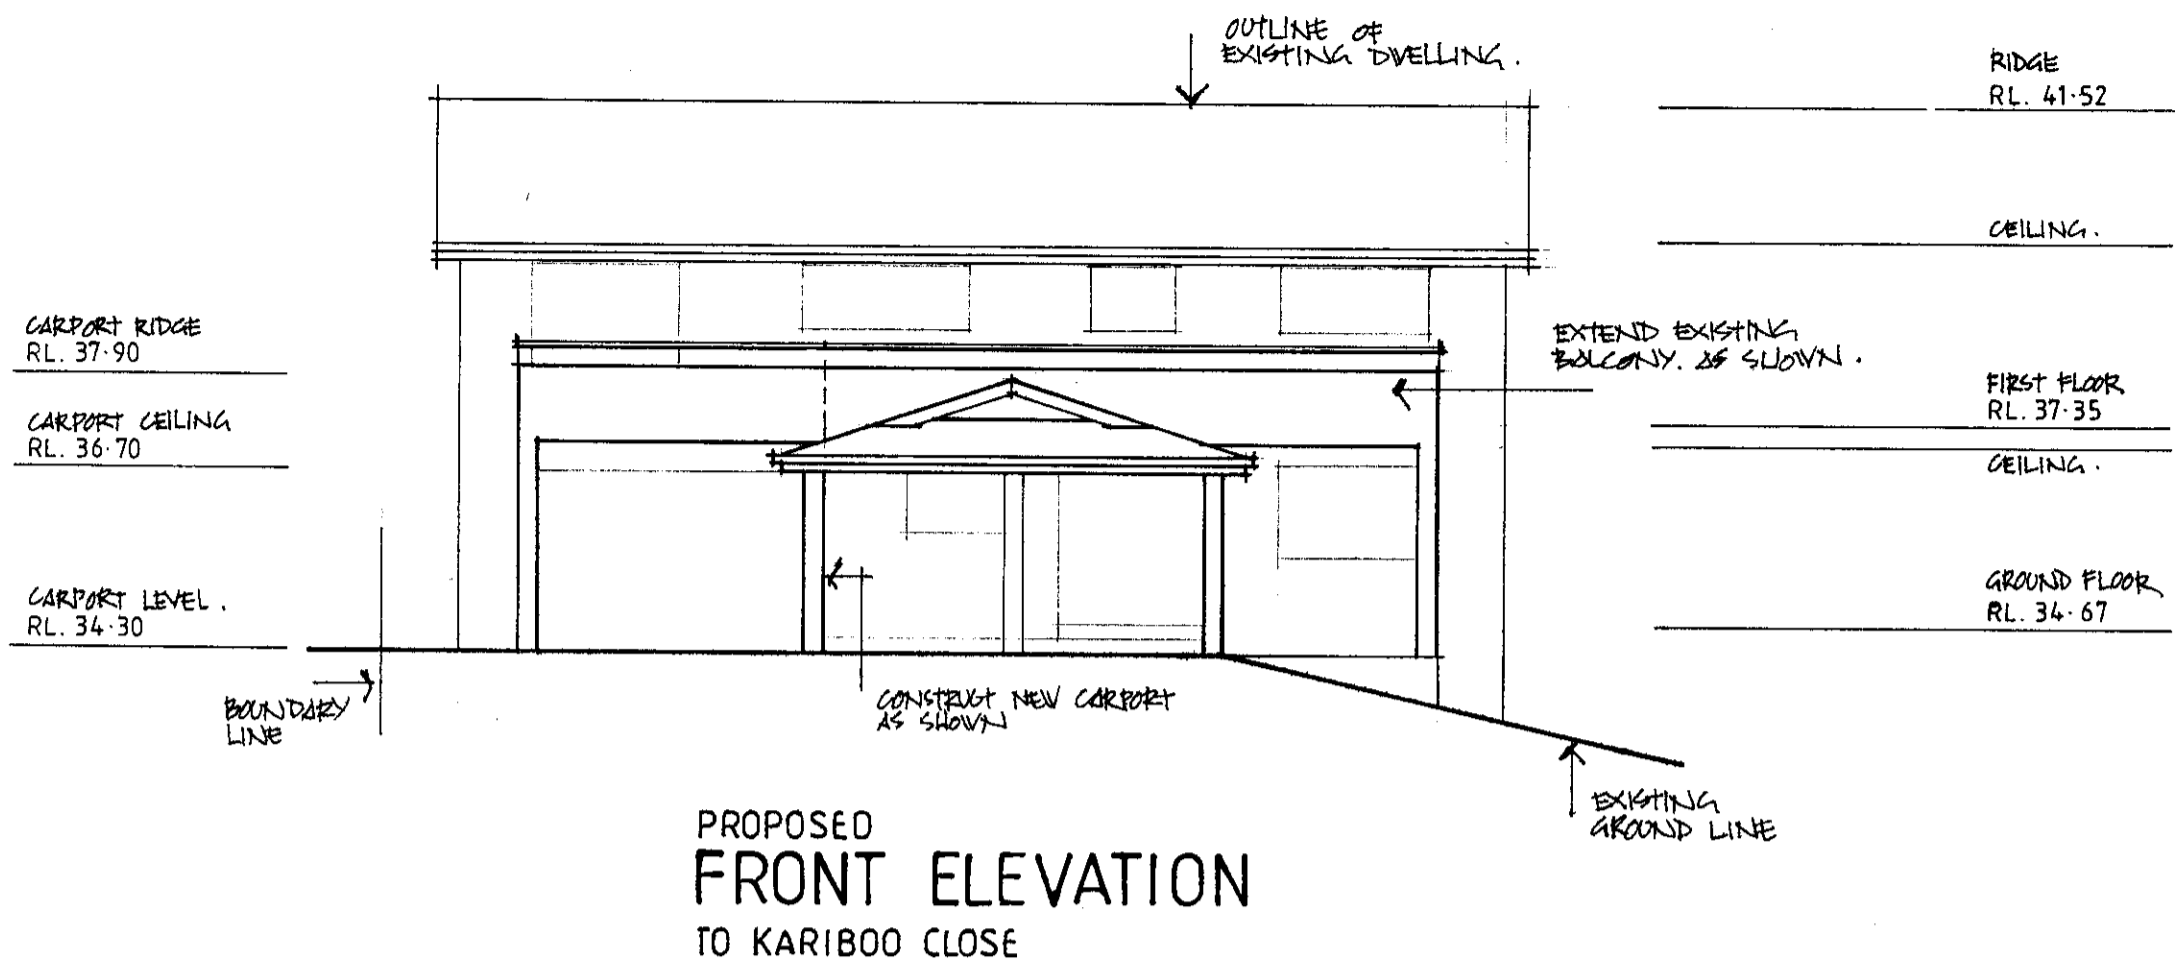 OUTLINE OF
EXISTING DWELLING.
RIDGE
RL. 41·52
CEILING.
CARPORT RIDGE
RL. 37·90
EXTEND EXISTING
BALCONY. AS SHOWN.
FIRST FLOOR
RL. 37·35
CARPORT CEILING
RL. 36·70
CEILING.
GROUND FLOOR
RL. 34·67
CARPORT LEVEL.
RL. 34·30
BOUNDARY
LINE
CONSTRUCT NEW CARPORT
AS SHOWN
EXISTING
GROUND LINE
PROPOSED
FRONT ELEVATION
TO KARIBOO CLOSE